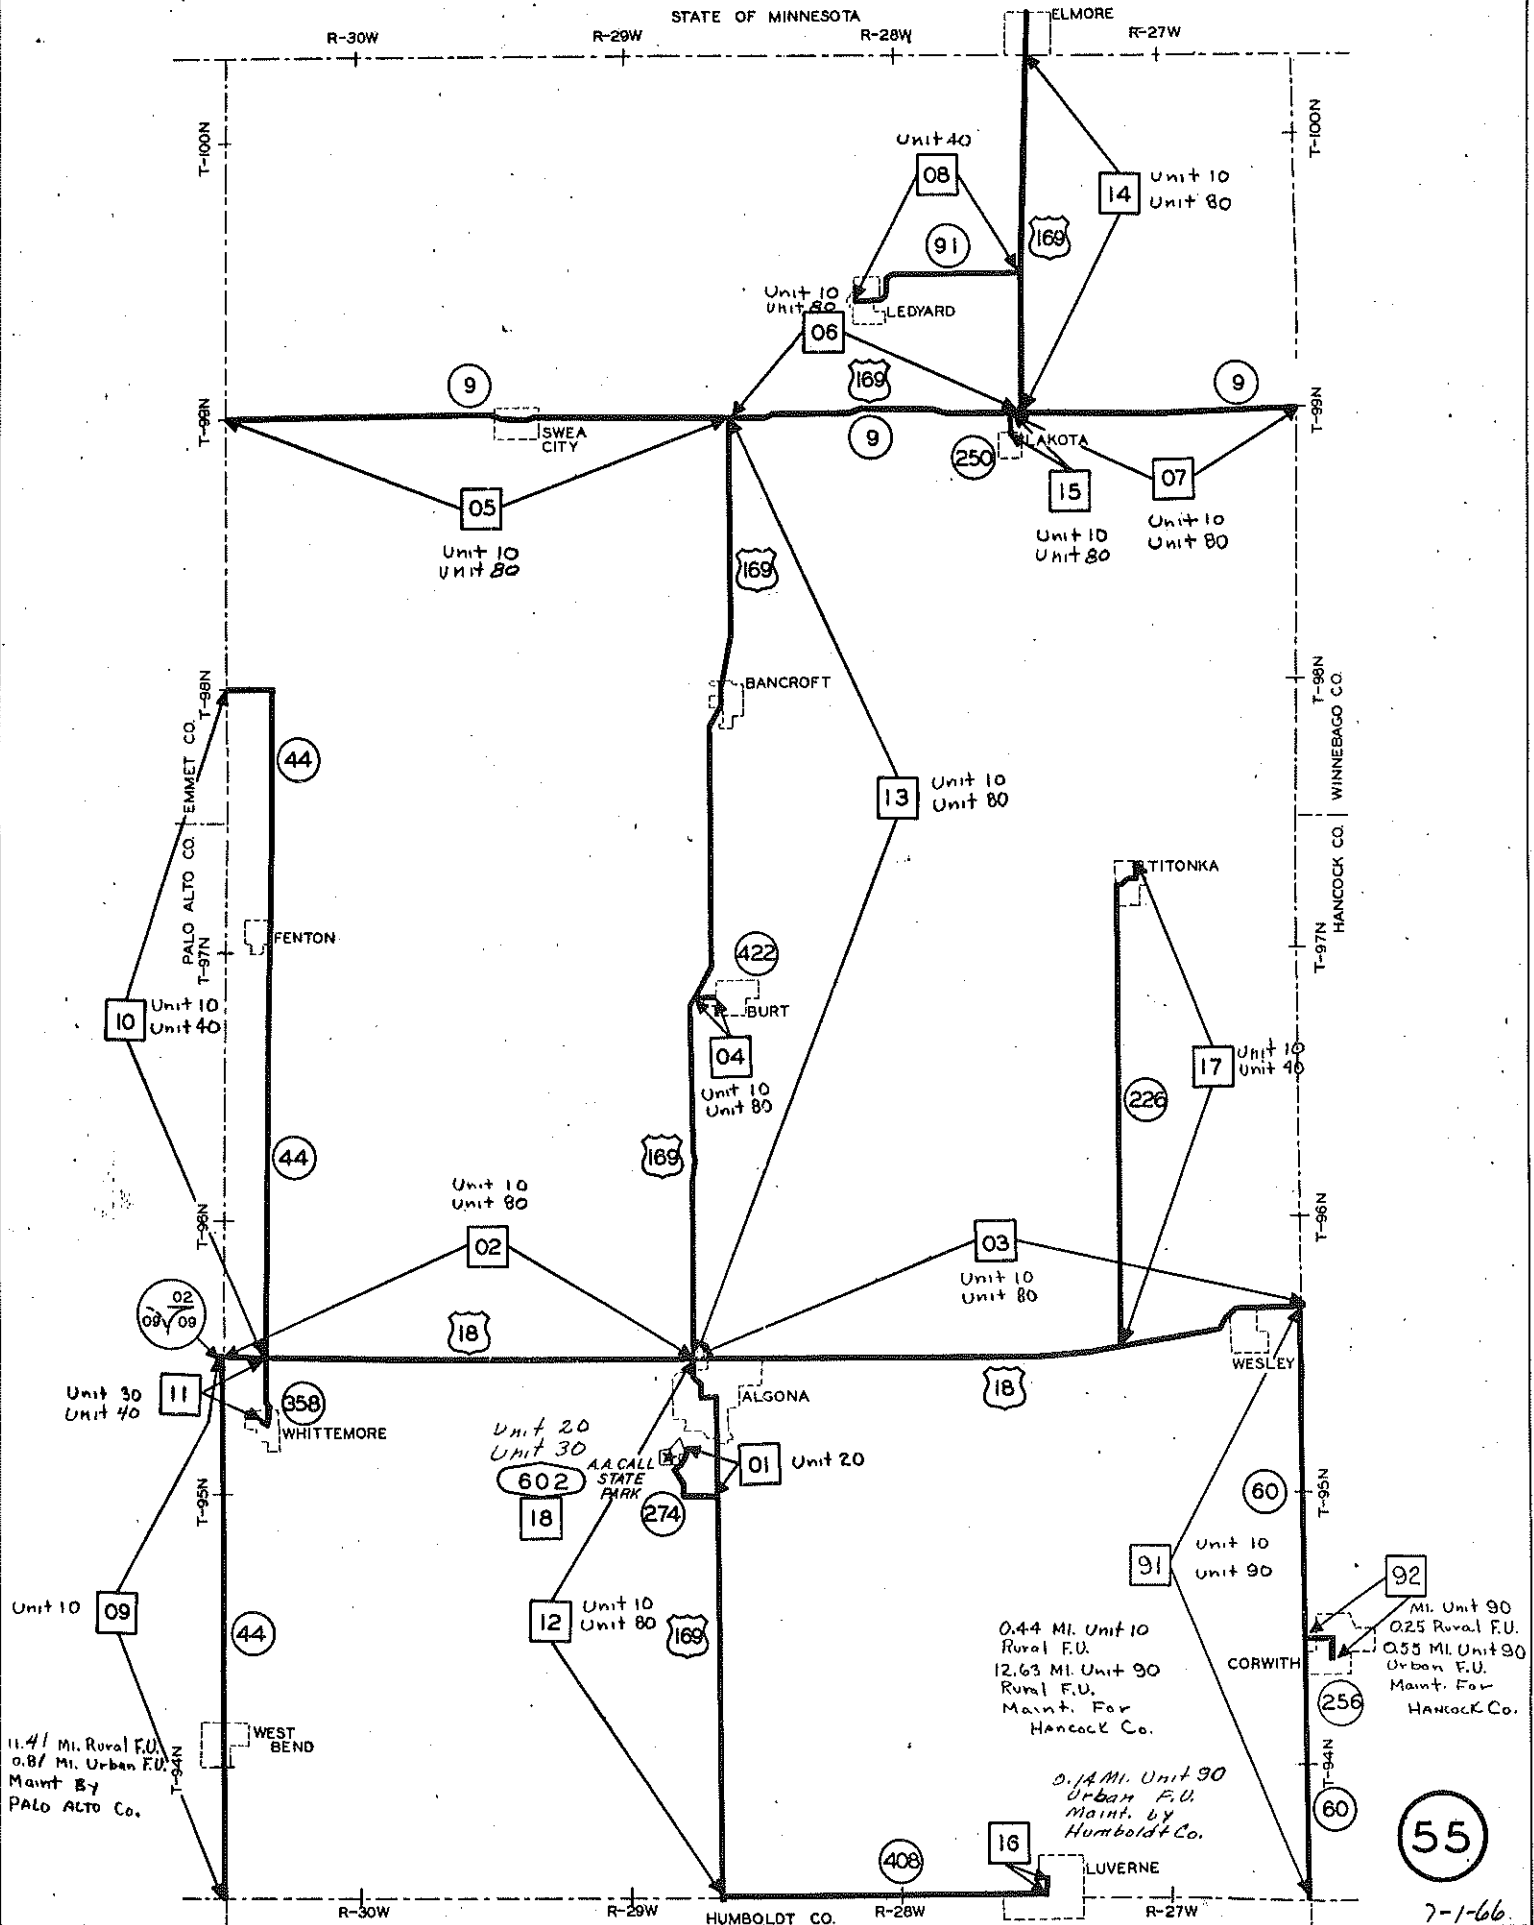 STATE OF MINNESOTA
ELMORE
R-30W
R-29W
R-28W
R-27W
T-100N
T-100N
Unit 40
08
14
Unit 10
Unit 80
91
169
Unit 10
Unit 80
LEDYARD
06
169
9
9
T-99N
T-99N
SWEA
CITY
9
250
LAKOTA
05
15
07
Unit 10
Unit 80
Unit 10
Unit 80
Unit 10
Unit 80
169
T-98N
T-98N
BANCROFT
EMMET CO.
WINNEBAGO CO.
44
13
Unit 10
Unit 80
PALO ALTO CO.
HANCOCK CO.
TITONKA
FENTON
T-97N
T-97N
422
10
Unit 10
Unit 40
BURT
04
Unit 10
Unit 80
17
Unit 10
Unit 40
226
44
169
Unit 10
Unit 80
T-96N
T-96N
02
03
Unit 10
Unit 80
02
09 09
18
WESLEY
11
Unit 30
Unit 40
358
WHITTEMORE
ALGONA
18
Unit 20
Unit 30
602
18
A.A. CALL
STATE
PARK
01
Unit 20
274
T-95N
T-95N
60
91
Unit 10
Unit 90
92
Unit 10
09
44
12
Unit 10
Unit 80
169
0.44 MI. Unit 10
Rural F.U.
12.63 MI. Unit 90
Rural F.U.
Maint. For
Hancock Co.
CORWITH
MI. Unit 90
0.25 Rural F.U.
0.55 MI. Unit 90
Urban F.U.
Maint. For
Hancock Co.
256
WEST
BEND
11.41 MI. Rural F.U.
0.81 MI. Urban F.U.
Maint By
PALO ALTO Co.
T-94N
T-94N
0.14 MI. Unit 90
Urban F.U.
Maint. by
Humboldt Co.
60
55
16
408
LUVERNE
R-30W
R-29W
R-28W
R-27W
HUMBOLDT CO.
7-1-66